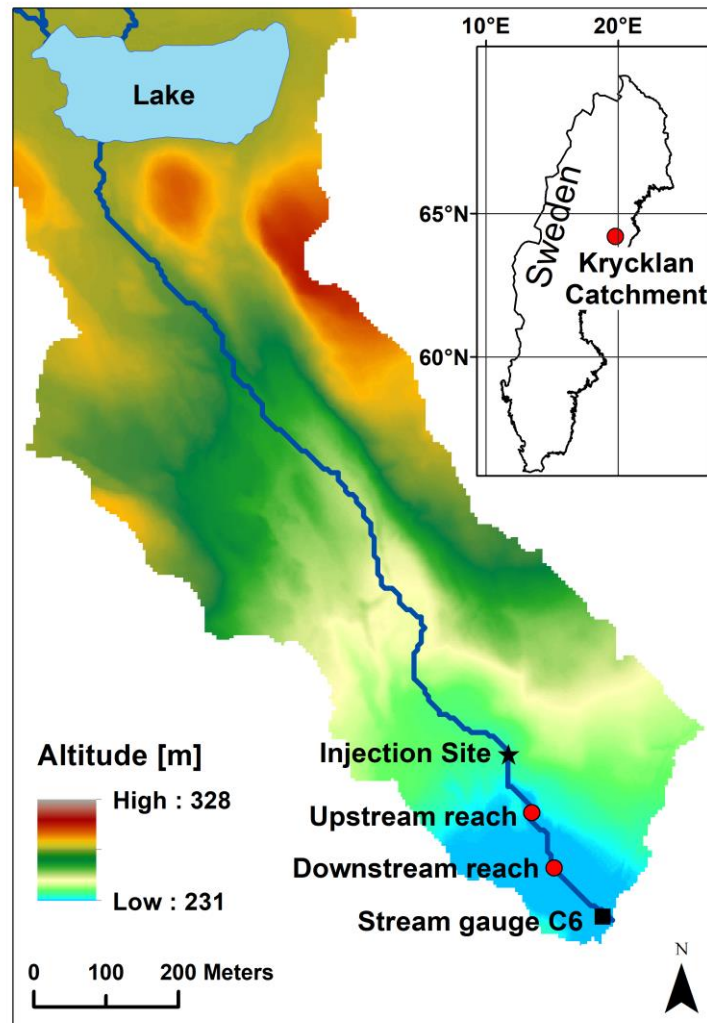 Lake
10°E
20°E
65°N
60°N
Sweden
Krycklan
Catchment
Injection Site
Upstream reach
Downstream reach
Stream gauge C6
Altitude [m]
High : 328
Low : 231
0 100 200 Meters
N